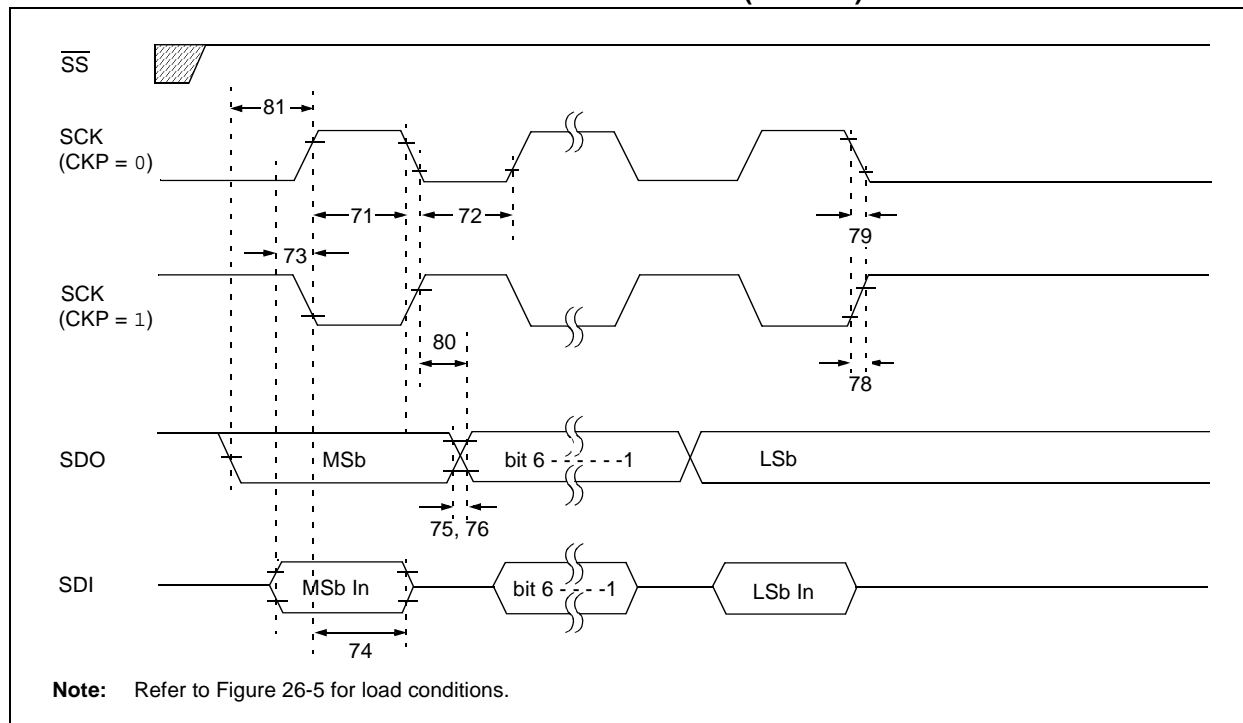 SS
81
SCK
(CKP = 0)
71
72
79
73
SCK
(CKP = 1)
80
78
SDO
MSb
bit 6 - - - - - - -1
LSb
75, 76
SDI
MSb In
bit 6 - - - - -1
LSb In
74
Note: Refer to Figure 26-5 for load conditions.